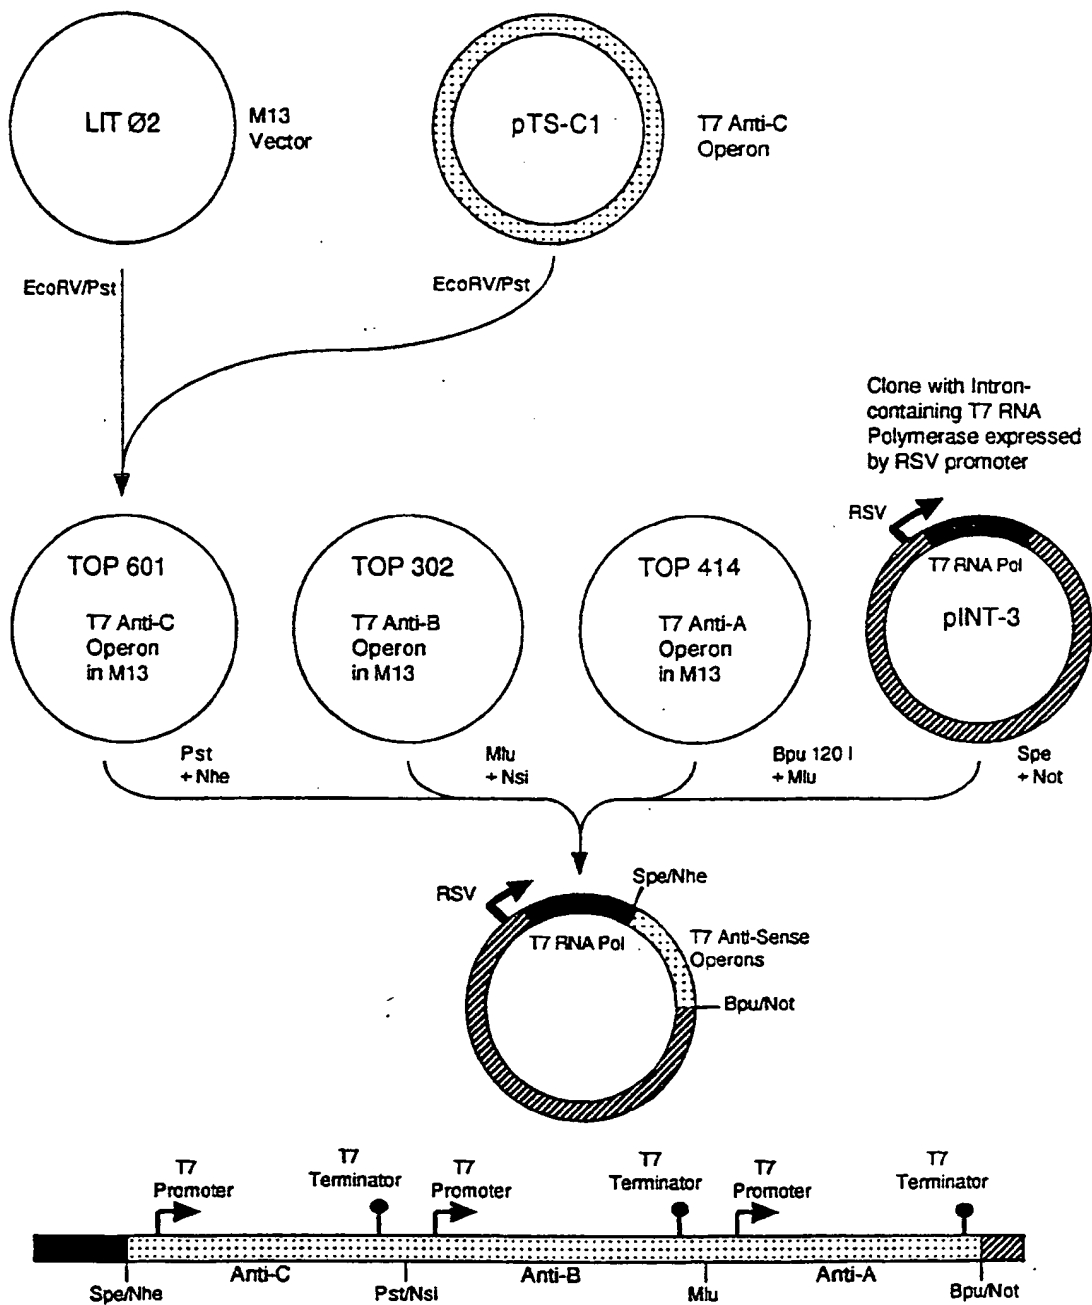 LIT Ø2
M13
Vector
pTS-C1
T7 Anti-C
Operon
EcoRV/Pst
EcoRV/Pst
Clone with Intron-
containing T7 RNA
Polymerase expressed
by RSV promoter
RSV
TOP 601
T7 Anti-C
Operon
in M13
TOP 302
T7 Anti-B
Operon
in M13
TOP 414
T7 Anti-A
Operon
in M13
T7 RNA Pol
pINT-3
Pst
+ Nhe
Mlu
+ Nsi
Bpu 120 I
+ Mlu
Spe
+ Not
RSV
Spe/Nhe
T7 RNA Pol
T7 Anti-Sense
Operons
Bpu/Not
T7
Promoter
T7
Terminator
T7
Promoter
T7
Terminator
T7
Promoter
T7
Terminator
Anti-C
Anti-B
Anti-A
Spe/Nhe
Pst/Nsi
Mlu
Bpu/Not